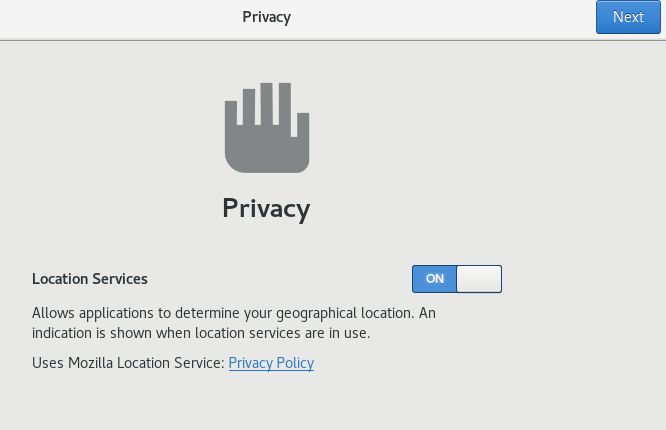 Privacy
Next
Privacy
Location Services
ON
Allows applications to determine your geographical location. An
indication is shown when location services are in use.
Uses Mozilla Location Service: Privacy Policy